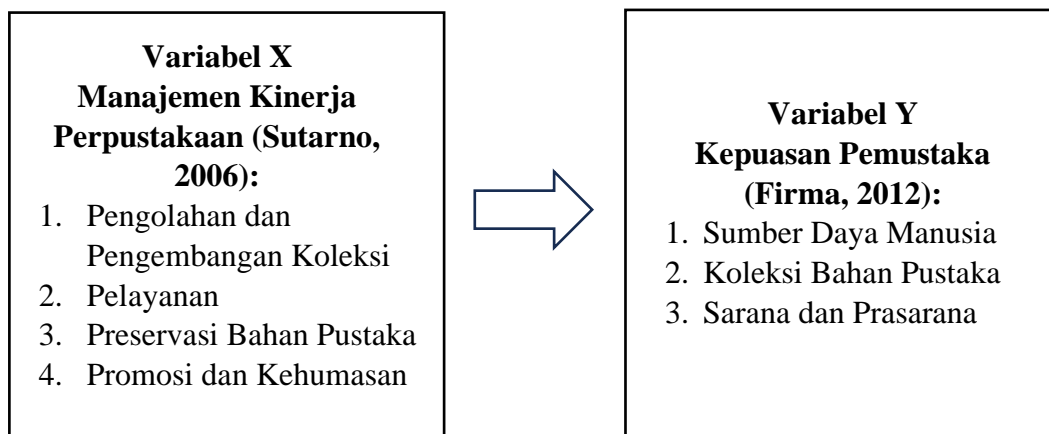 Variabel X
Manajemen Kinerja
Perpustakaan (Sutarno,
2006):
1. Pengolahan dan
Pengembangan Koleksi
2. Pelayanan
3. Preservasi Bahan Pustaka
4. Promosi dan Kehumasan
Variabel Y
Kepuasan Pemustaka
(Firma, 2012):
1. Sumber Daya Manusia
2. Koleksi Bahan Pustaka
3. Sarana dan Prasarana